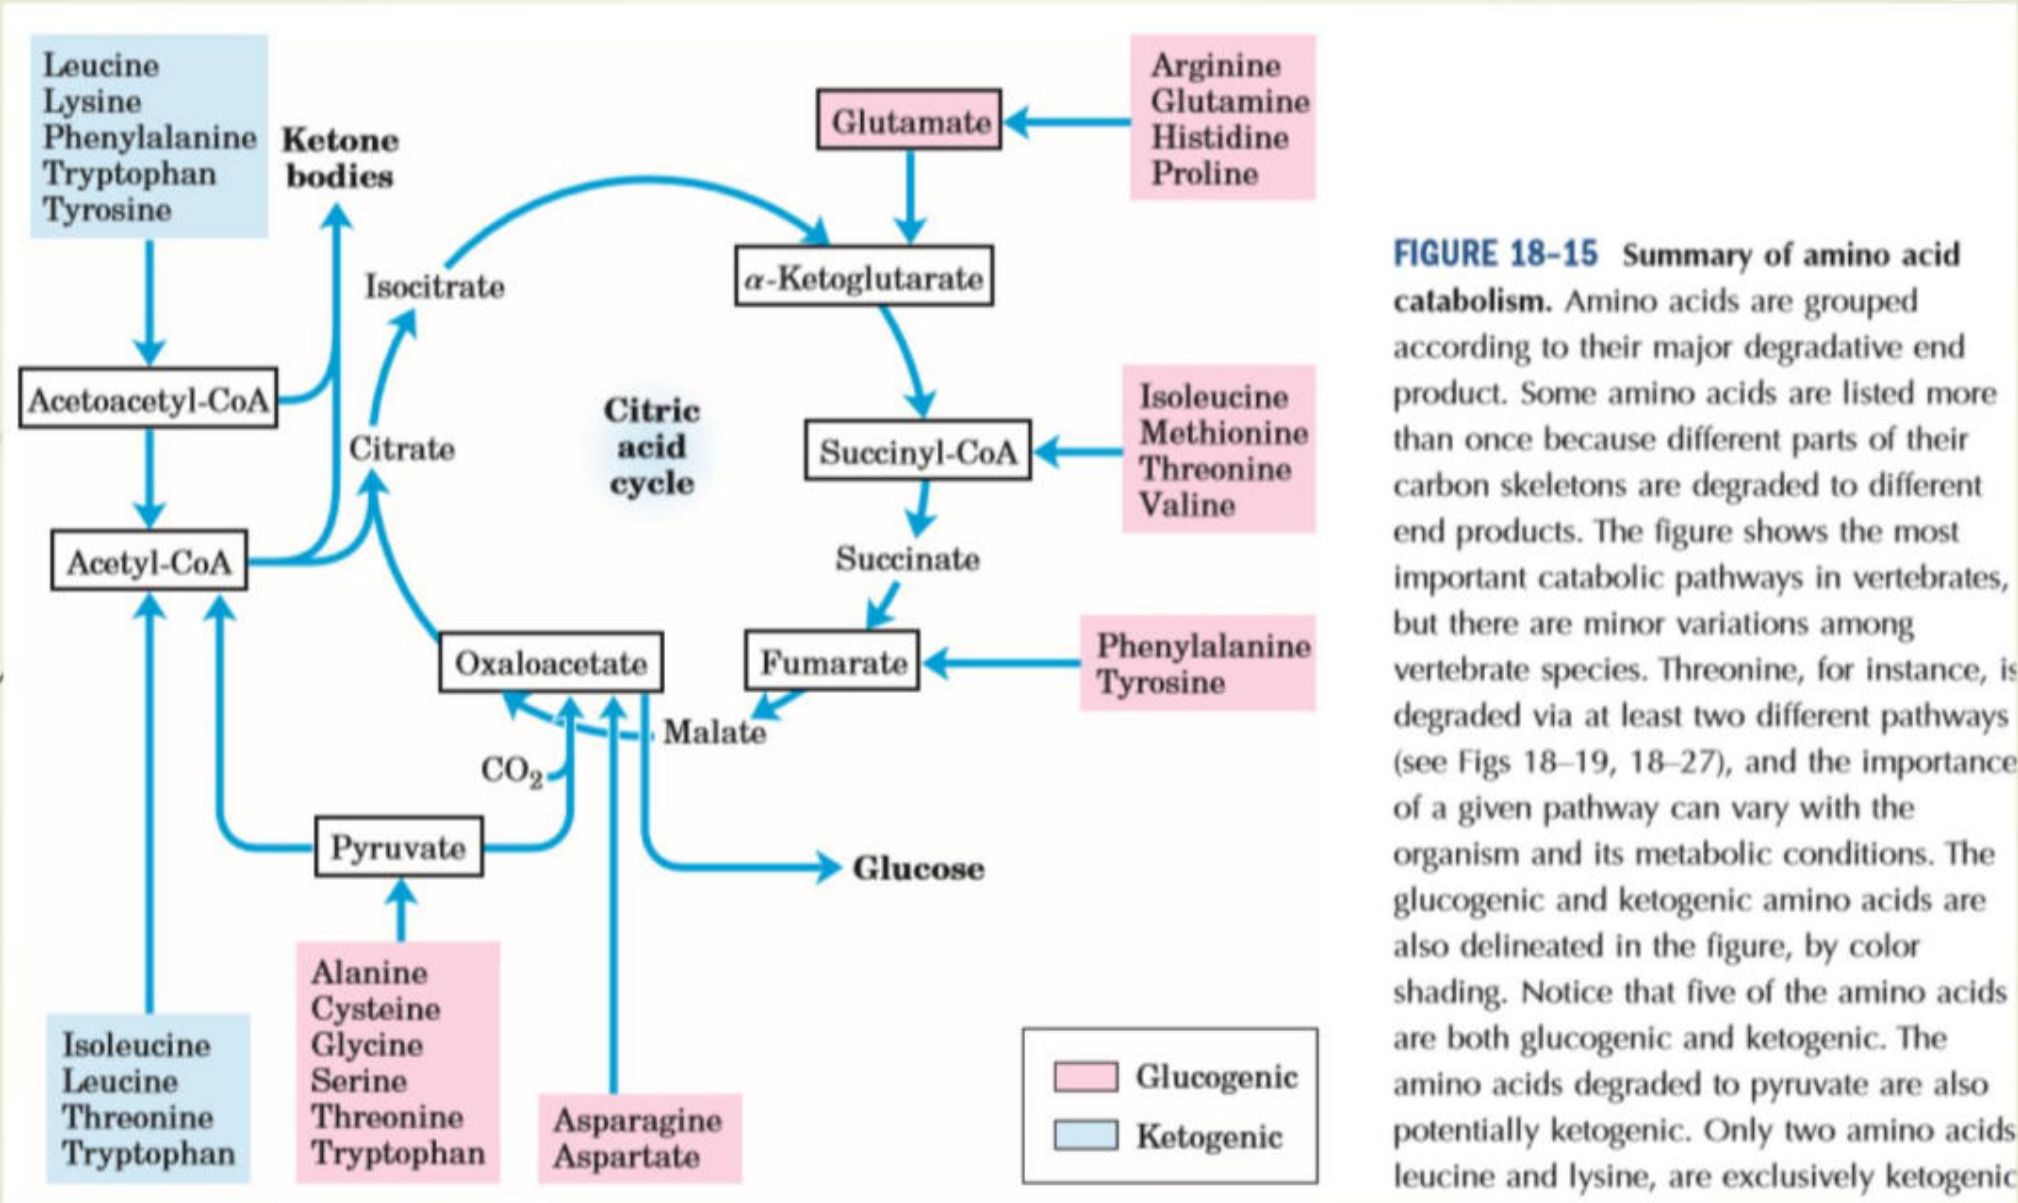 Leucine
Lysine
Phenylalanine
Tryptophan
Tyrosine
Ketone
bodies
Glutamate
Arginine
Glutamine
Histidine
Proline
Isocitrate
α-Ketoglutarate
Acetoacetyl-CoA
Citrate
Citric
acid
cycle
Succinyl-CoA
Isoleucine
Methionine
Threonine
Valine
Acetyl-CoA
Succinate
Oxaloacetate
Fumarate
Phenylalanine
Tyrosine
Malate
CO₂
Pyruvate
Glucose
Isoleucine
Leucine
Threonine
Tryptophan
Alanine
Cysteine
Glycine
Serine
Threonine
Tryptophan
Asparagine
Aspartate
Glucogenic
Ketogenic
FIGURE 18–15 Summary of amino acid
catabolism. Amino acids are grouped
according to their major degradative end
product. Some amino acids are listed more
than once because different parts of their
carbon skeletons are degraded to different
end products. The figure shows the most
important catabolic pathways in vertebrates,
but there are minor variations among
vertebrate species. Threonine, for instance, is
degraded via at least two different pathways
(see Figs 18–19, 18–27), and the importance
of a given pathway can vary with the
organism and its metabolic conditions. The
glucogenic and ketogenic amino acids are
also delineated in the figure, by color
shading. Notice that five of the amino acids
are both glucogenic and ketogenic. The
amino acids degraded to pyruvate are also
potentially ketogenic. Only two amino acids
leucine and lysine, are exclusively ketogenic